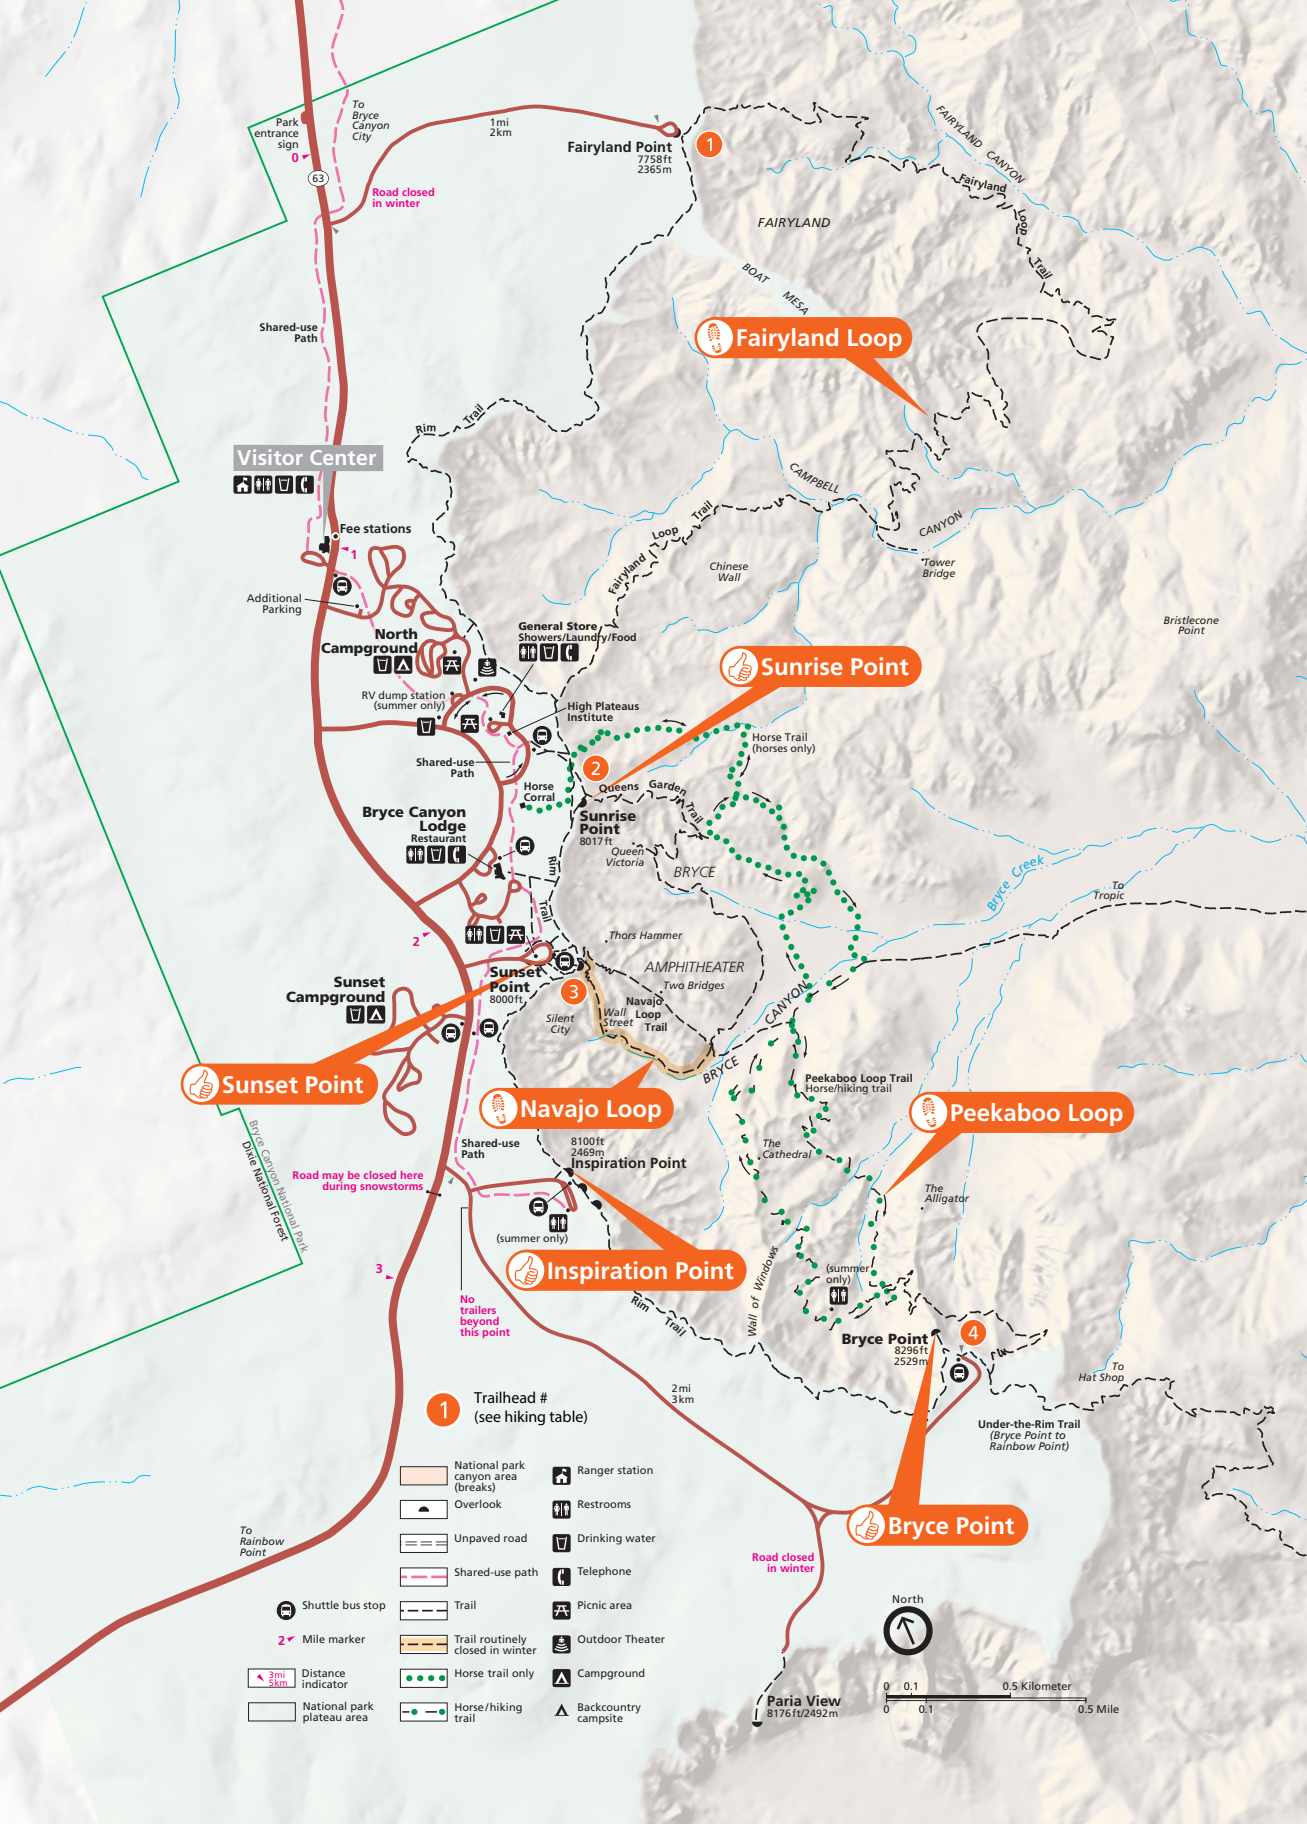 To
Bryce
Canyon
City
Park
entrance
sign
0
63
1mi
2km
Fairyland Point
7758ft
2365m
1
Road closed
in winter
FAIRYLAND CANYON
Fairyland
Loop
Trail
FAIRYLAND
BOAT MESA
Shared-use
Path
Fairyland Loop
Rim Trail
Visitor Center
Fee stations
1
CAMPBELL
CANYON
Fairyland Loop Trail
Tower
Bridge
Chinese
Wall
Additional
Parking
Bristlecone
Point
North
Campground
General Store
Showers/Laundry/Food
Sunrise Point
RV dump station
(summer only)
High Plateaus
Institute
Horse Trail
(horses only)
Shared-use
Path
2
Horse
Corral
Queens Garden Trail
Sunrise
Point
8017ft
Bryce Canyon
Lodge
Restaurant
Queen
Victoria
BRYCE
Rim
Trail
Bryce Creek
To
Tropic
2
Thors Hammer
AMPHITHEATER
Two Bridges
Sunset
Point
8000ft
3
Sunset
Campground
Silent
City
Wall
Street
Navajo
Loop
Trail
BRYCE
CANYON
Sunset Point
Navajo Loop
Peekaboo Loop Trail
Horse/hiking trail
Peekaboo Loop
Bryce Canyon National Park
Dixie National Forest
Shared-use
Path
8100ft
2469m
Inspiration Point
The
Cathedral
Road may be closed here
during snowstorms
The
Alligator
(summer only)
Inspiration Point
3
No
trailers
beyond
this point
Rim Trail
Wall of Windows
(summer
only)
Bryce Point
8296ft
2529m
4
To
Hat Shop
2mi
3km
Under-the-Rim Trail
(Bryce Point to
Rainbow Point)
Bryce Point
To
Rainbow
Point
Road closed
in winter
1
Trailhead #
(see hiking table)
National park
canyon area
(breaks)
Ranger station
Overlook
Restrooms
Unpaved road
Drinking water
Shared-use path
Telephone
Shuttle bus stop
Trail
Picnic area
2
Mile marker
Trail routinely
closed in winter
Outdoor Theater
3mi
5km
Distance
indicator
Horse trail only
Campground
National park
plateau area
Horse/hiking
trail
Backcountry
campsite
North
0 0.1 0.5 Kilometer
0 0.1 0.5 Mile
Paria View
8176ft/2492m